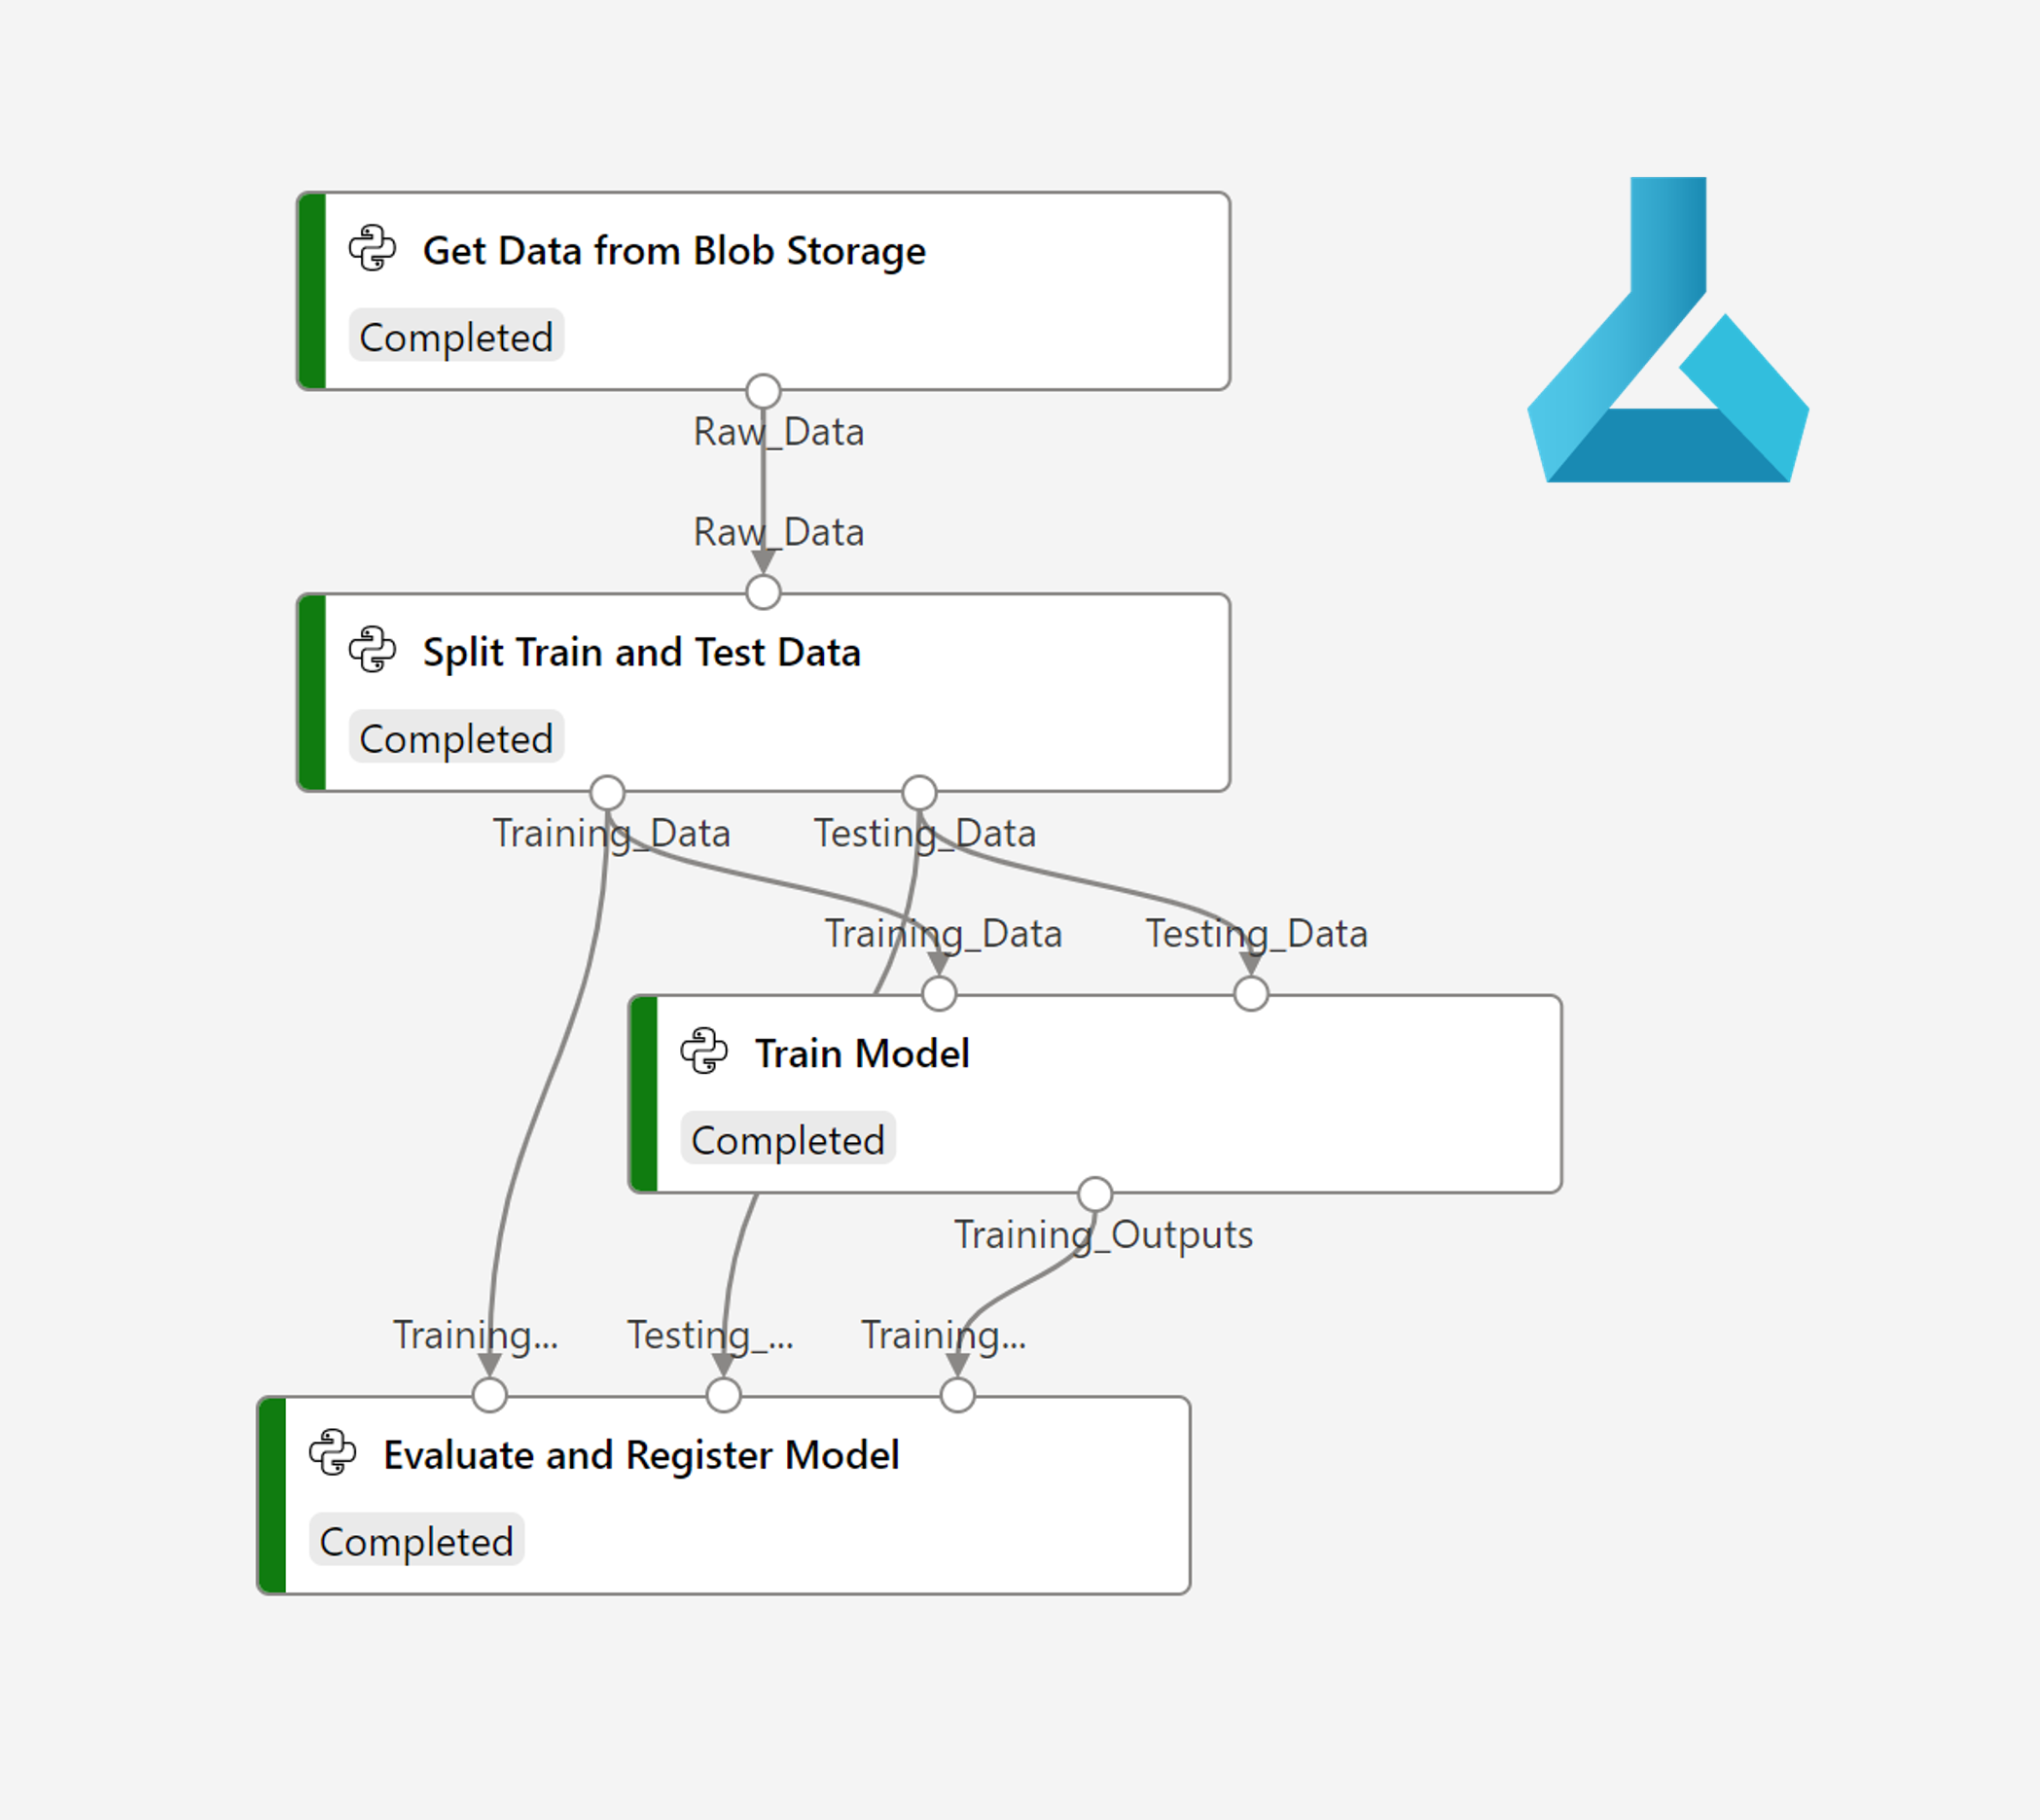 Get Data from Blob Storage
Completed
Raw_Data
Raw_Data
Split Train and Test Data
Completed
Training_Data
Testing_Data
Training_Data
Testing_Data
Train Model
Completed
Training_Outputs
Training...
Testing_...
Training...
Evaluate and Register Model
Completed